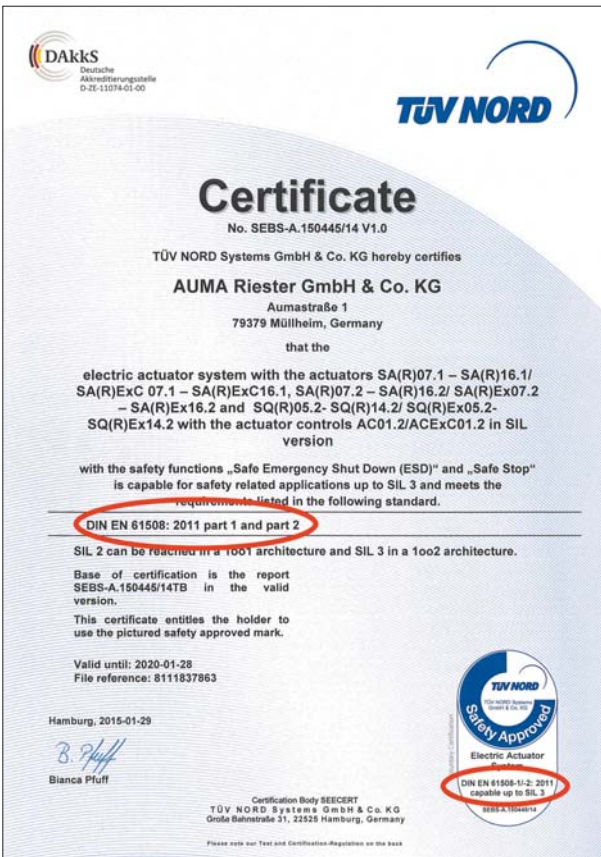 DAkkS
Deutsche
Akkreditierungsstelle
D-ZE-11074-01-00
TÜV NORD
Certificate
No. SEBS-A.150445/14 V1.0
TÜV NORD Systems GmbH & Co. KG hereby certifies
AUMA Riester GmbH & Co. KG
Aumastraße 1
79379 Müllheim, Germany
that the
electric actuator system with the actuators SA(R)07.1 – SA(R)16.1/
SA(R)ExC 07.1 – SA(R)ExC16.1, SA(R)07.2 – SA(R)16.2/ SA(R)Ex07.2
– SA(R)Ex16.2 and SQ(R)05.2- SQ(R)14.2/ SQ(R)Ex05.2-
SQ(R)Ex14.2 with the actuator controls AC01.2/ACExC01.2 in SIL
version
with the safety functions „Safe Emergency Shut Down (ESD)“ and „Safe Stop“
is capable for safety related applications up to SIL 3 and meets the
requirements listed in the following standard.
DIN EN 61508: 2011 part 1 and part 2
SIL 2 can be reached in a 1oo1 architecture and SIL 3 in a 1oo2 architecture.
Base of certification is the report
SEBS-A.150445/14TB in the valid
version.
This certificate entitles the holder to
use the pictured safety approved mark.
Valid until: 2020-01-28
File reference: 8111837863
Hamburg, 2015-01-29
B. Pfuff
Bianca Pfuff
TÜV NORD
TÜV NORD Systems
GmbH & Co. KG
Safety Approved
Electric Actuator
System
DIN EN 61508-1/-2: 2011
capable up to SIL 3
SEBS-A.150445/14
Certification Body SEECERT
TÜV NORD Systems GmbH & Co. KG
Große Bahnstraße 31, 22525 Hamburg, Germany
Please note our Test and Certification-Regulation on the back